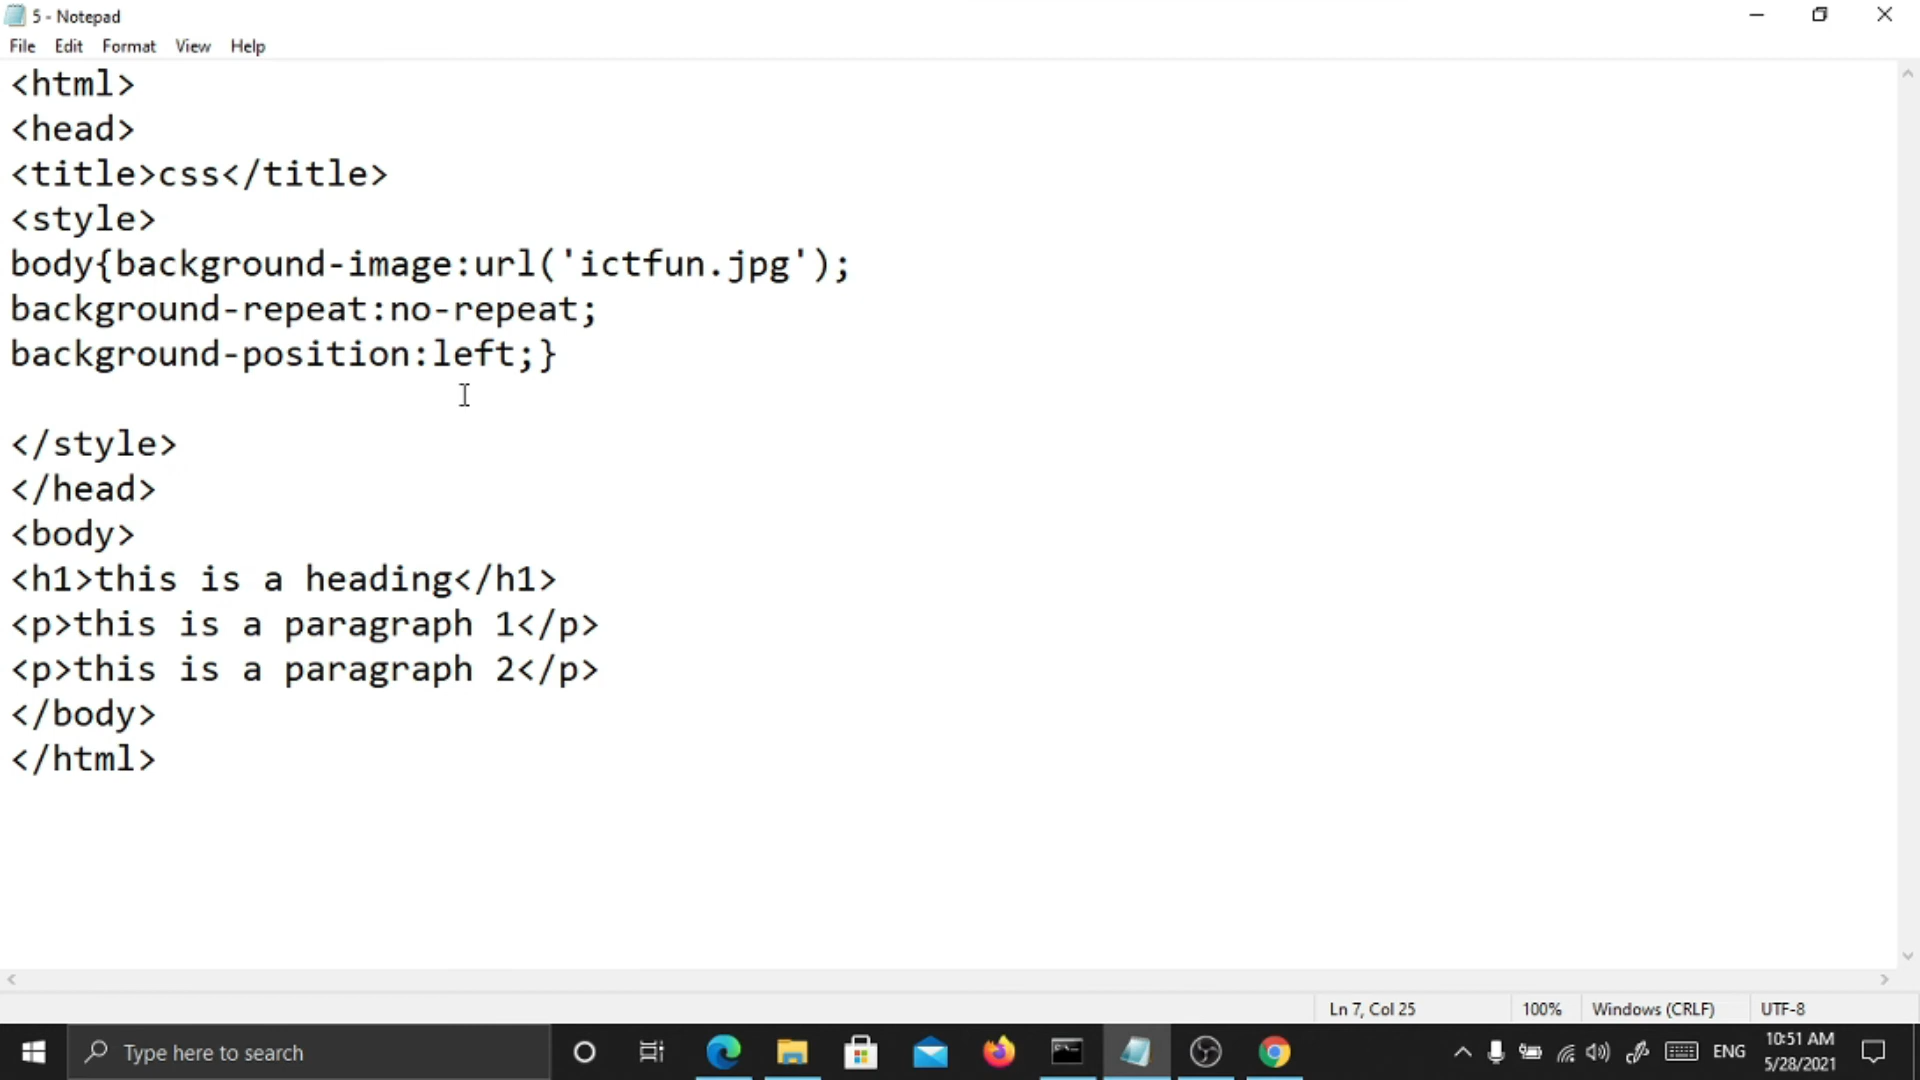 5 - Notepad
File Edit Format View Help
<html>
<head>
<title>css</title>
<style>
body{background-image:url('ictfun.jpg');
background-repeat:no-repeat;
background-position:left;}
</style>
</head>
<body>
<h1>this is a heading</h1>
<p>this is a paragraph 1</p>
<p>this is a paragraph 2</p>
</body>
</html>
Ln 7, Col 25 100% Windows (CRLF) UTF-8
Type here to search ENG 10:51 AM
5/28/2021